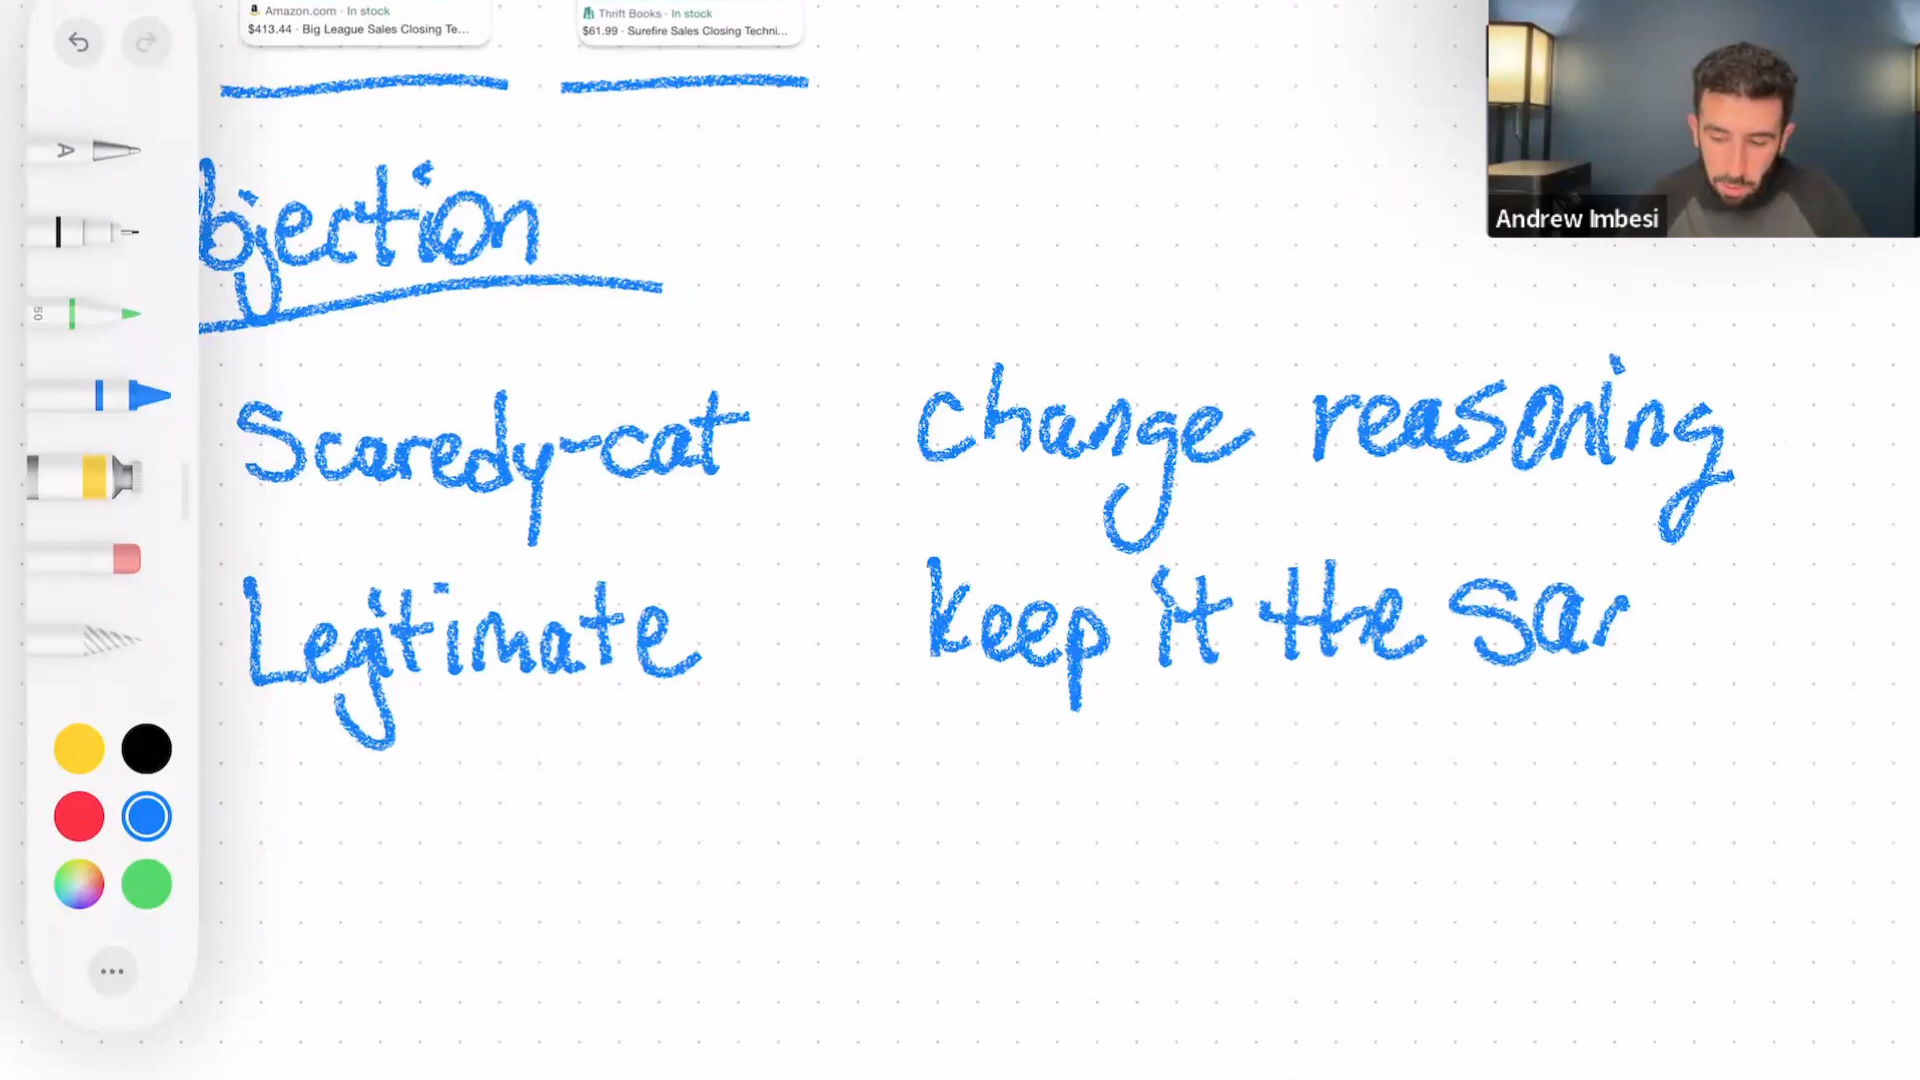 Amazon.com · In stock
Thrift Books · In stock
$413.44 · Big League Sales Closing Te...
$61.99 · Surefire Sales Closing Techni...
Andrew Imbesi
A
bjection
50
Scaredy-cat
change reasoning
Legitimate
keep it the sar